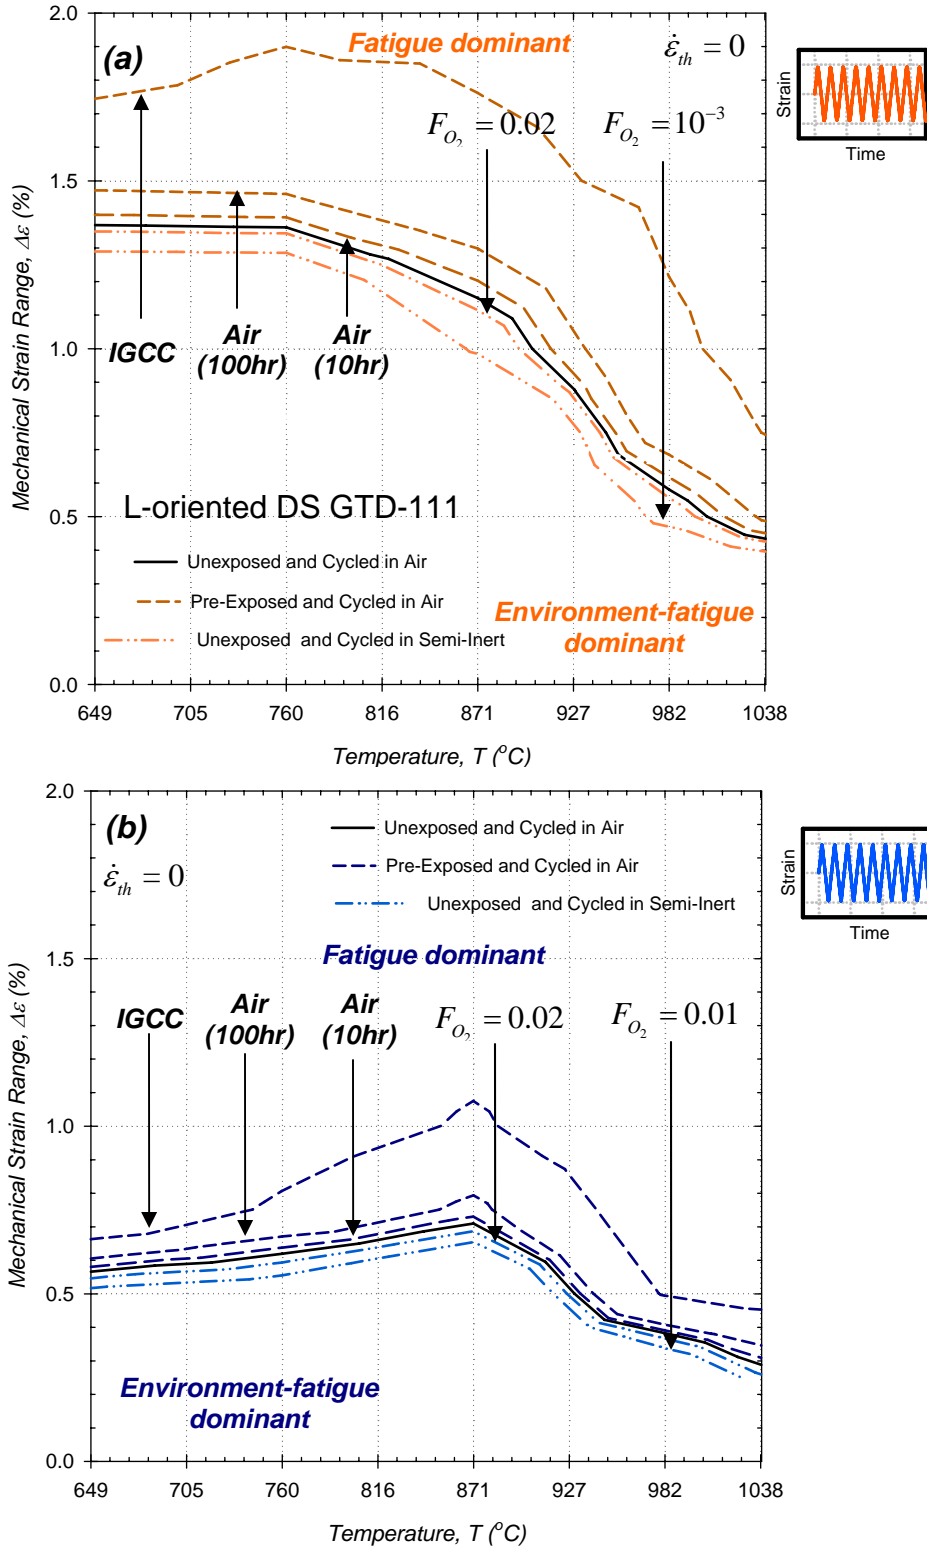 (a)
Fatigue dominant
ε̇th = 0
2.0
1.5
1.0
0.5
0.0
Mechanical Strain Range, Δε (%)
FO2 = 0.02
FO2 = 10⁻³
IGCC
Air
(100hr)
Air
(10hr)
L-oriented DS GTD-111
Unexposed and Cycled in Air
Pre-Exposed and Cycled in Air
Unexposed and Cycled in Semi-Inert
Environment-fatigue
dominant
649 705 760 816 871 927 982 1038
Temperature, T (oC)
Strain
Time
(b)
ε̇th = 0
2.0
1.5
1.0
0.5
0.0
Mechanical Strain Range, Δε (%)
Unexposed and Cycled in Air
Pre-Exposed and Cycled in Air
Unexposed and Cycled in Semi-Inert
Fatigue dominant
IGCC
Air
(100hr)
Air
(10hr)
FO2 = 0.02
FO2 = 0.01
Environment-fatigue
dominant
649 705 760 816 871 927 982 1038
Temperature, T (oC)
Strain
Time